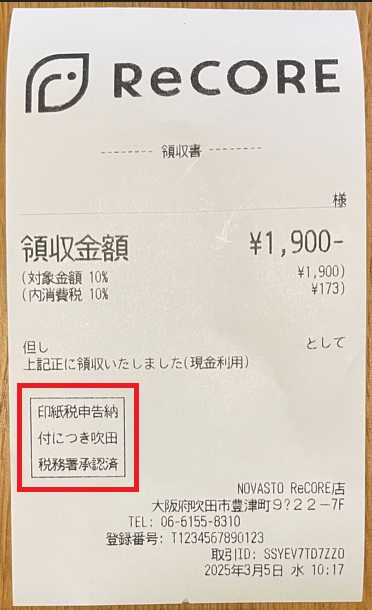 ReCORE
-------- 領収書 --------
様
領収金額 ¥1,900-
(対象金額 10% ¥1,900)
(内消費税 10% ¥173)
但し として
上記正に領収いたしました(現金利用)
印紙税申告納
付につき吹田
税務署承認済
NOVASTO ReCORE店
大阪府吹田市豊津町9?22-7F
TEL: 06-6155-8310
登録番号: T1234567890123
取引ID: SSYEV7TD7ZZO
2025年3月5日 水 10:17